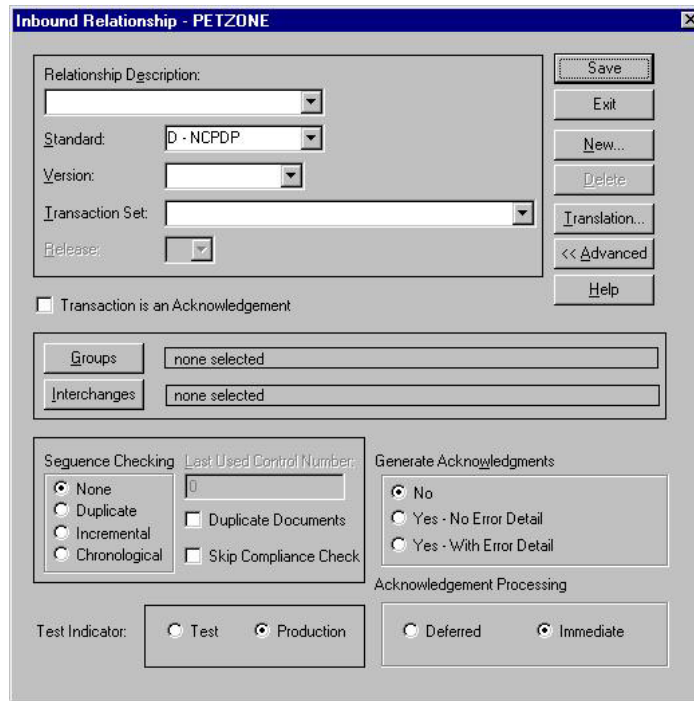 Inbound Relationship - PETZONE
Relationship Description:
Save
Exit
Standard: D - NCPDP
New...
Version:
Delete
Transaction Set:
Translation...
Release:
<< Advanced
Help
Transaction is an Acknowledgement
Groups none selected
Interchanges none selected
Sequence Checking Last Used Control Number: Generate Acknowledgments
None 0 No
Duplicate Duplicate Documents Yes - No Error Detail
Incremental Yes - With Error Detail
Chronological Skip Compliance Check
Acknowledgement Processing
Test Indicator: Test Production Deferred Immediate